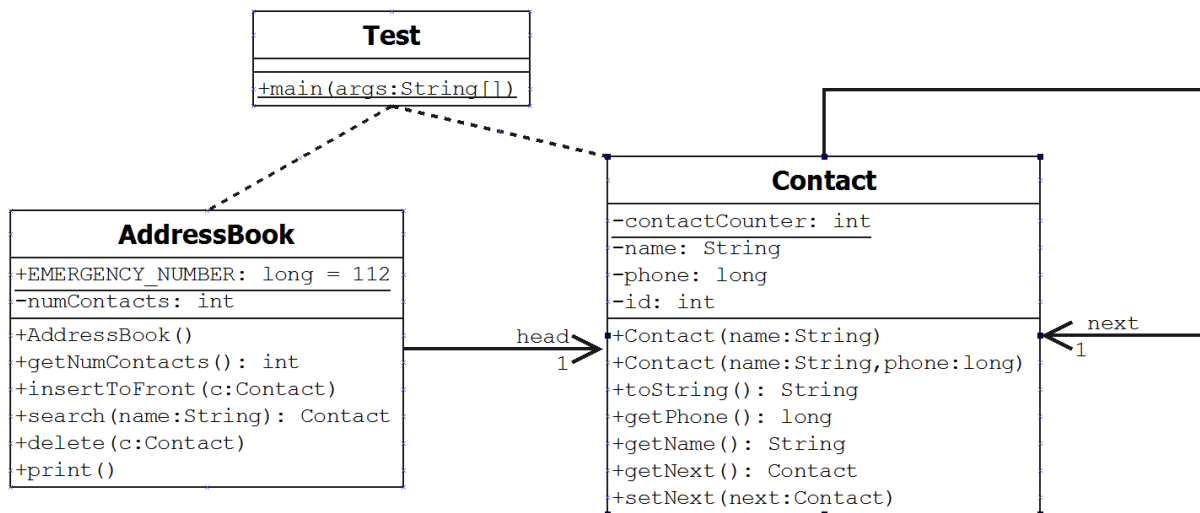 Test
+main(args:String[])
AddressBook
+EMERGENCY_NUMBER: long = 112
-numContacts: int
+AddressBook()
+getNumContacts(): int
+insertToFront(c:Contact)
+search(name:String): Contact
+delete(c:Contact)
+print()
head
1
Contact
-contactCounter: int
-name: String
-phone: long
-id: int
+Contact(name:String)
+Contact(name:String,phone:long)
+toString(): String
+getPhone(): long
+getName(): String
+getNext(): Contact
+setNext(next:Contact)
next
1